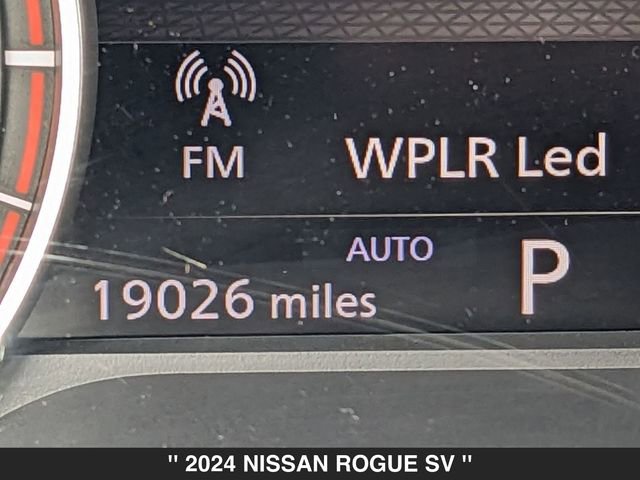 FM
WPLR Led
AUTO
P
19026 miles
" 2024 NISSAN ROGUE SV "